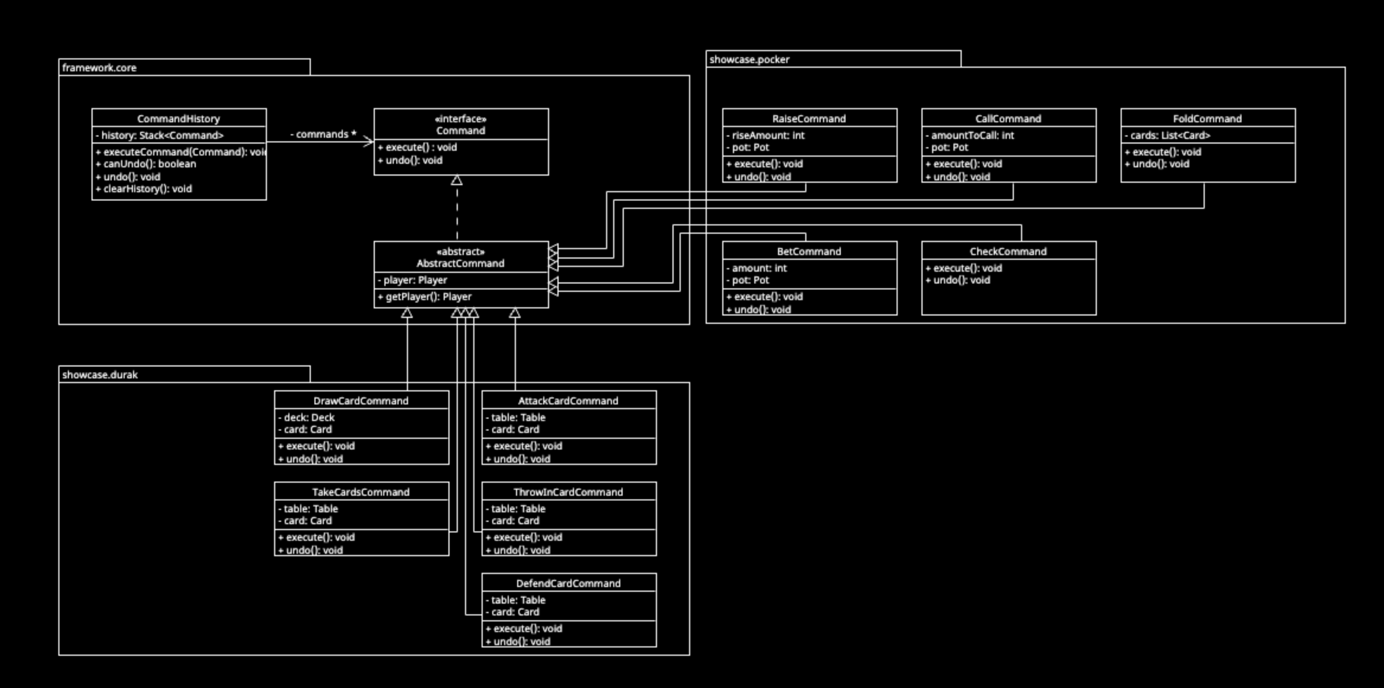 framework.core
CommandHistory
- history: Stack<Command>
+ executeCommand(Command): void
+ canUndo(): boolean
+ undo(): void
+ clearHistory(): void
- commands *
«interface»
Command
+ execute() : void
+ undo(): void
«abstract»
AbstractCommand
- player: Player
+ getPlayer(): Player
showcase.pocker
RaiseCommand
- riseAmount: int
- pot: Pot
+ execute(): void
+ undo(): void
CallCommand
- amountToCall: int
- pot: Pot
+ execute(): void
+ undo(): void
FoldCommand
- cards: List<Card>
+ execute(): void
+ undo(): void
BetCommand
- amount: int
- pot: Pot
+ execute(): void
+ undo(): void
CheckCommand
+ execute(): void
+ undo(): void
showcase.durak
DrawCardCommand
- deck: Deck
- card: Card
+ execute(): void
+ undo(): void
AttackCardCommand
- table: Table
- card: Card
+ execute(): void
+ undo(): void
TakeCardsCommand
- table: Table
- card: Card
+ execute(): void
+ undo(): void
ThrowInCardCommand
- table: Table
- card: Card
+ execute(): void
+ undo(): void
DefendCardCommand
- table: Table
- card: Card
+ execute(): void
+ undo(): void